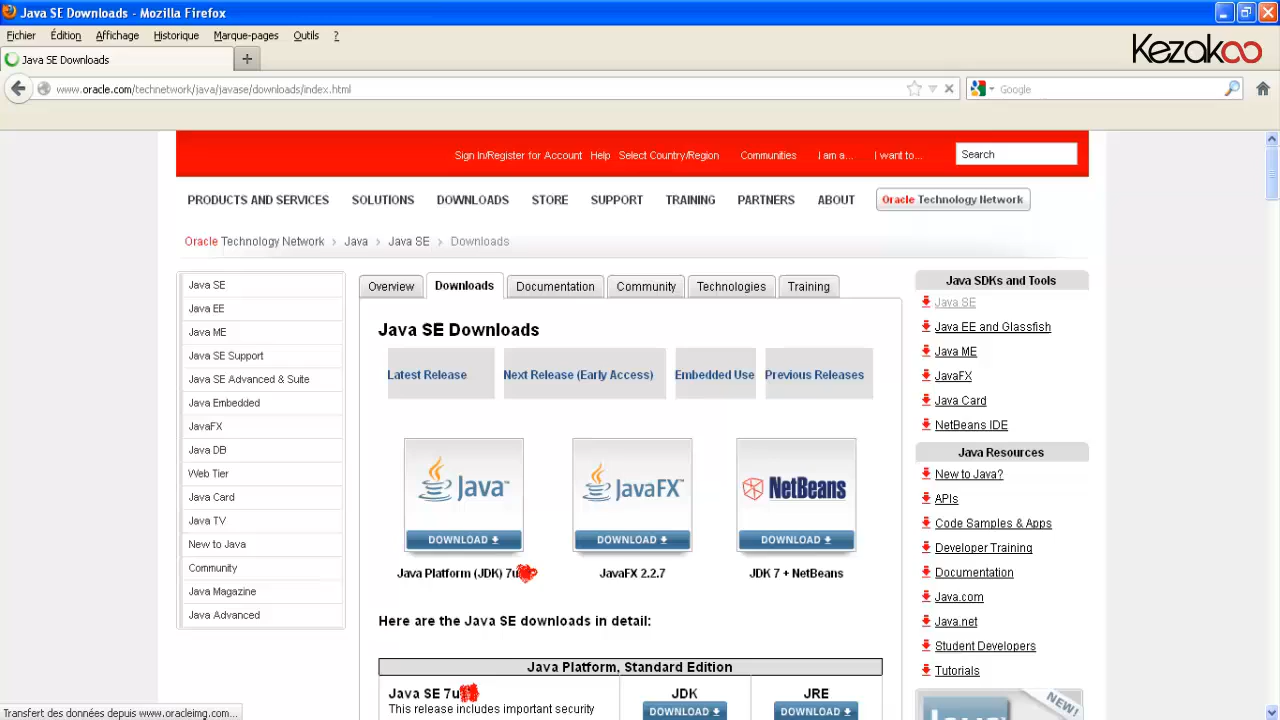 Java SE Downloads - Mozilla Firefox
Fichier Édition Affichage Historique Marque-pages Outils ?
Java SE Downloads
Kezakoo
www.oracle.com/technetwork/java/javase/downloads/index.html
Google
Sign In/Register for Account Help Select Country/Region Communities I am a... I want to... Search
PRODUCTS AND SERVICES SOLUTIONS DOWNLOADS STORE SUPPORT TRAINING PARTNERS ABOUT Oracle Technology Network
Oracle Technology Network > Java > Java SE > Downloads
Java SE
Java EE
Java ME
Java SE Support
Java SE Advanced & Suite
Java Embedded
JavaFX
Java DB
Web Tier
Java Card
Java TV
New to Java
Community
Java Magazine
Java Advanced
Overview Downloads Documentation Community Technologies Training
Java SE Downloads
Latest Release Next Release (Early Access) Embedded Use Previous Releases
Java™ JavaFX™ NetBeans
DOWNLOAD DOWNLOAD DOWNLOAD
Java Platform (JDK) 7u JavaFX 2.2.7 JDK 7 + NetBeans
Here are the Java SE downloads in detail:
Java Platform, Standard Edition
Java SE 7u JDK JRE
This release includes important security DOWNLOAD DOWNLOAD
Java SDKs and Tools
Java SE
Java EE and Glassfish
Java ME
JavaFX
Java Card
NetBeans IDE
Java Resources
New to Java?
APIs
Code Samples & Apps
Developer Training
Documentation
Java.com
Java.net
Student Developers
Tutorials
NEW!
Transfert des données depuis www.oracleimg.com...